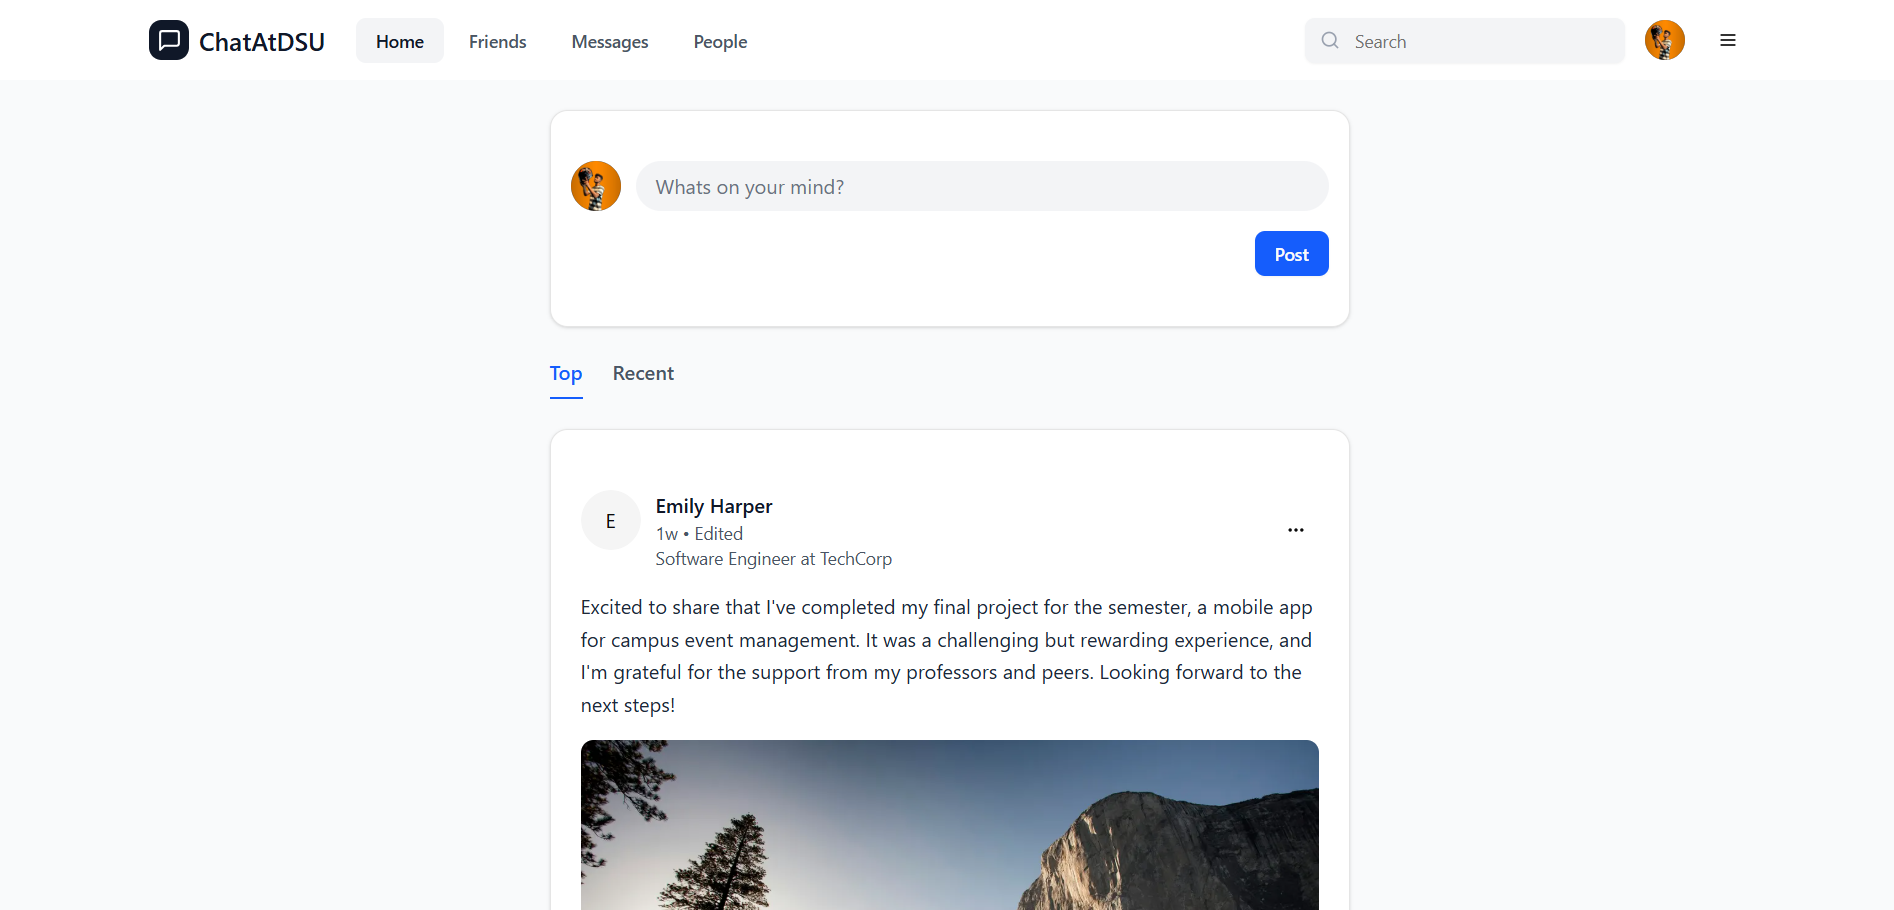 ChatAtDSU
Home
Friends
Messages
People
Search
Whats on your mind?
Post
Top
Recent
E
Emily Harper
1w • Edited
Software Engineer at TechCorp
Excited to share that I've completed my final project for the semester, a mobile app
for campus event management. It was a challenging but rewarding experience, and
I'm grateful for the support from my professors and peers. Looking forward to the
next steps!